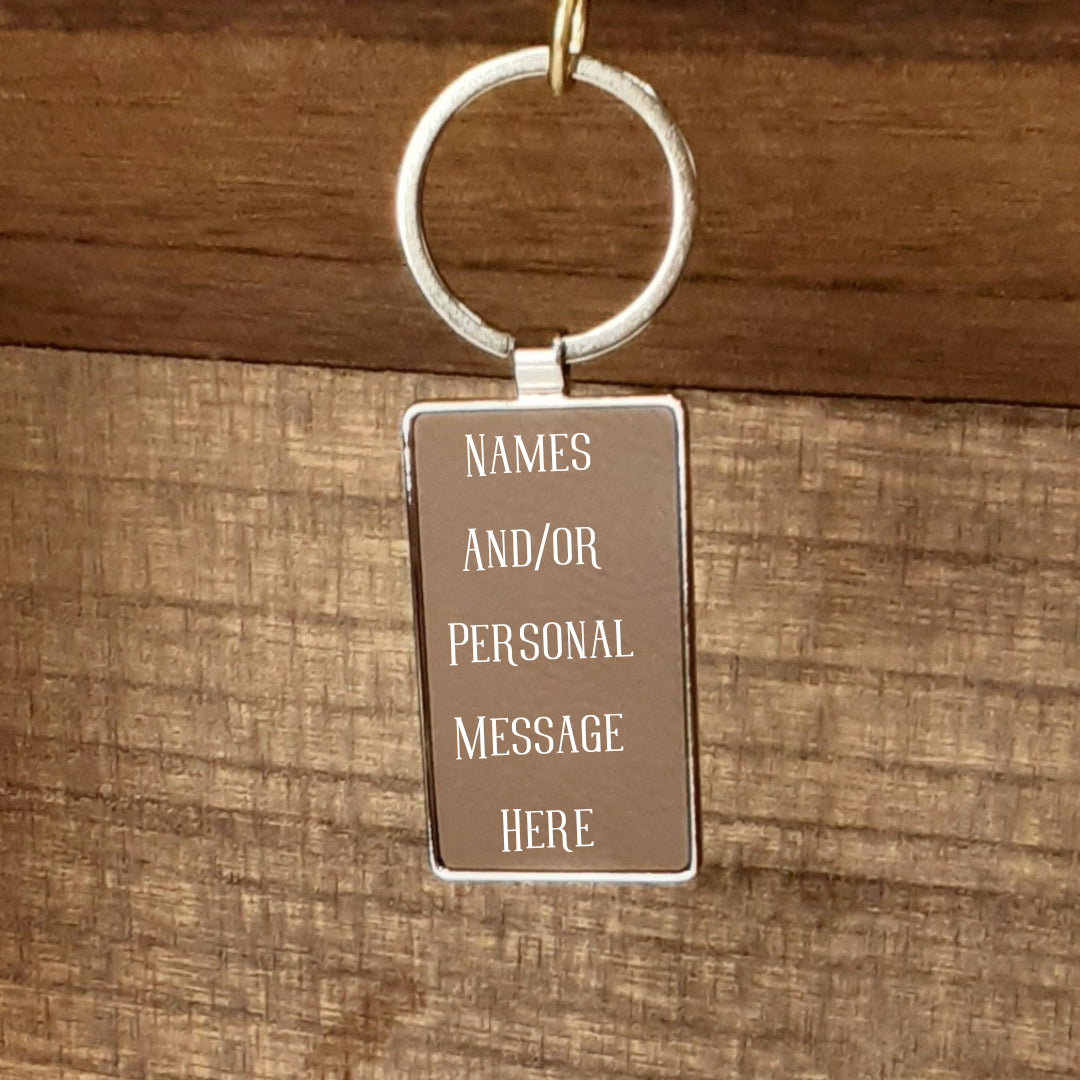 Names
And/or
Personal
Message
Here